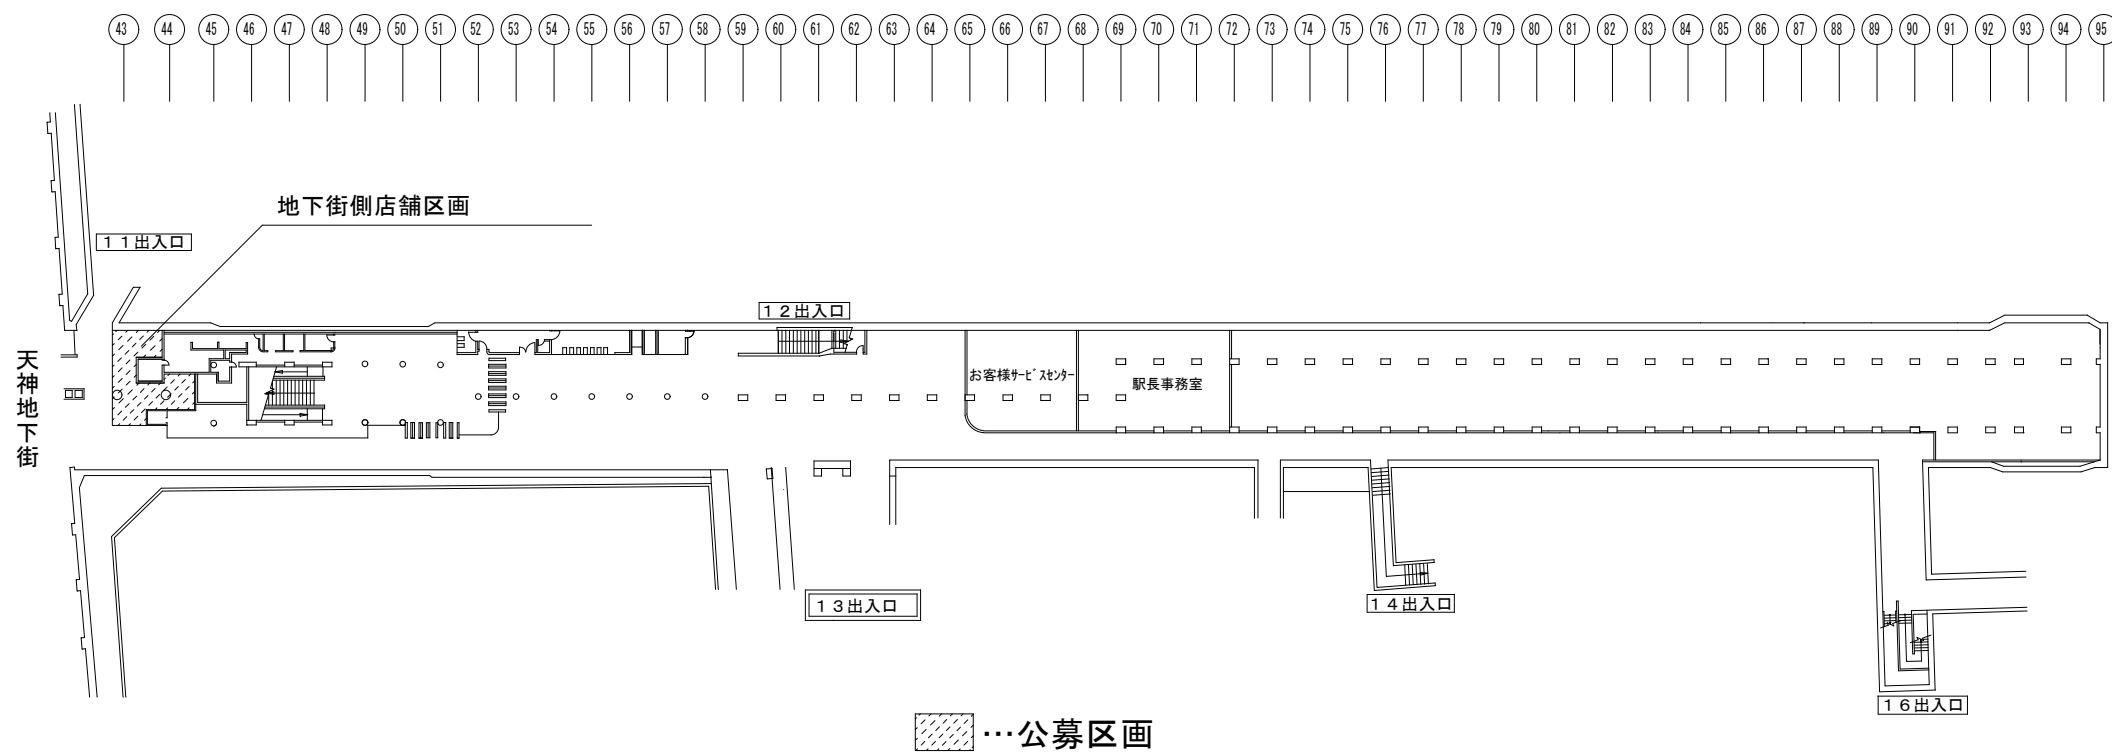 43 44 45 46 47 48 49 50 51 52 53 54 55 56 57 58 59 60 61 62 63 64 65 66 67 68 69 70 71 72 73 74 75 76 77 78 79 80 81 82 83 84 85 86 87 88 89 90 91 92 93 94 95
地下街側店舗区画
11出入口
12出入口
天神地下街
お客様サービスセンター
駅長事務室
13出入口
14出入口
16出入口
…公募区画